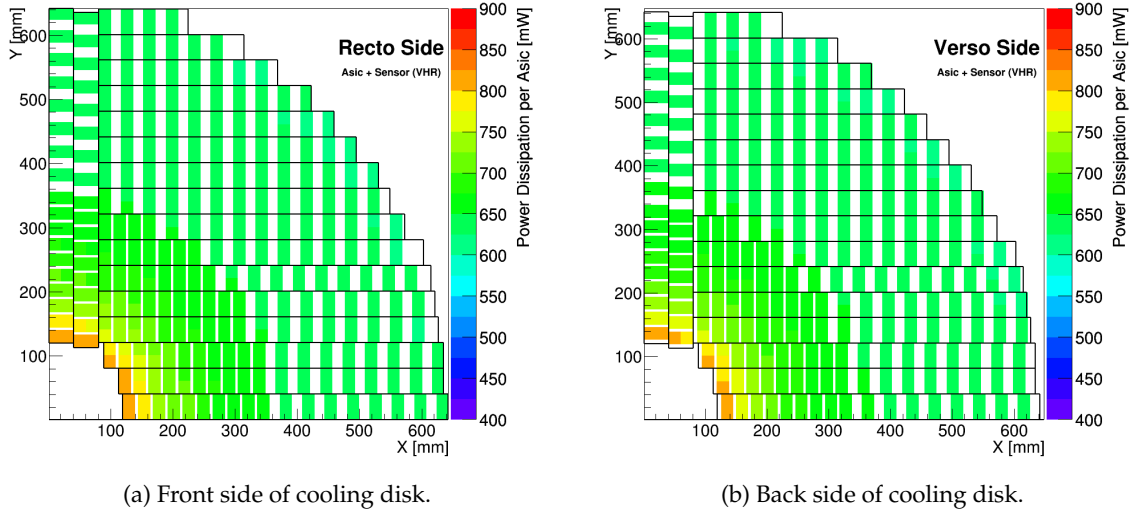 Y [mm]
600
500
400
300
200
100
Recto Side
Asic + Sensor (VHR)
100 200 300 400 500 600
X [mm]
900
850
800
750
700
650
600
550
500
450
400
Power Dissipation per Asic [mW]
(a) Front side of cooling disk.
Y [mm]
600
500
400
300
200
100
Verso Side
Asic + Sensor (VHR)
100 200 300 400 500 600
X [mm]
900
850
800
750
700
650
600
550
500
450
400
Power Dissipation per Asic [mW]
(b) Back side of cooling disk.